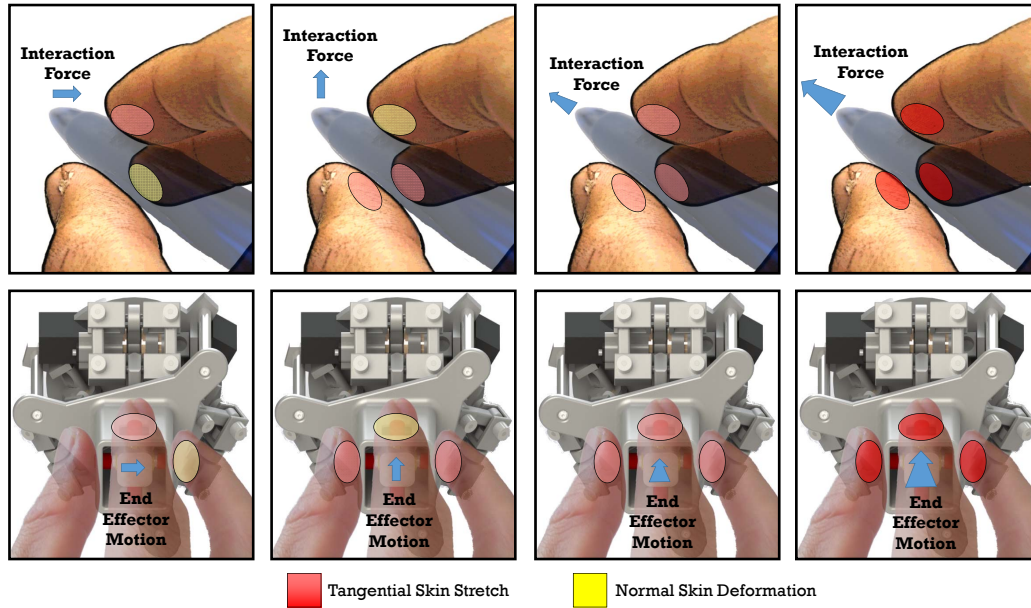 Interaction
Force
Interaction
Force
Interaction
Force
Interaction
Force
End
Effector
Motion
End
Effector
Motion
End
Effector
Motion
End
Effector
Motion
Tangential Skin Stretch
Normal Skin Deformation